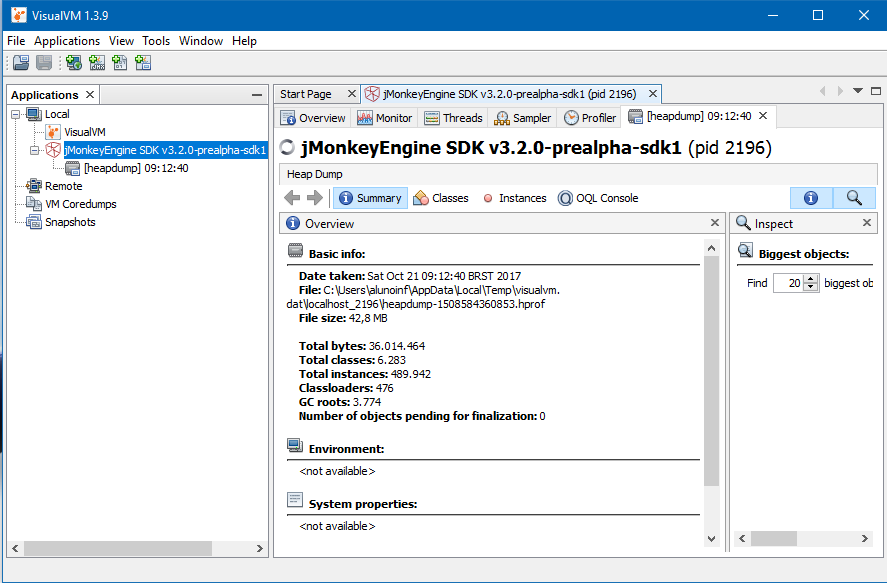 VisualVM 1.3.9
File Applications View Tools Window Help
Applications
Local
VisualVM
jMonkeyEngine SDK v3.2.0-prealpha-sdk1
[heapdump] 09:12:40
Remote
VM Coredumps
Snapshots
Start Page
jMonkeyEngine SDK v3.2.0-prealpha-sdk1 (pid 2196)
Overview Monitor Threads Sampler Profiler [heapdump] 09:12:40
jMonkeyEngine SDK v3.2.0-prealpha-sdk1 (pid 2196)
Heap Dump
Summary Classes Instances OQL Console
Overview
Basic info:
Date taken: Sat Oct 21 09:12:40 BRST 2017
File: C:\Users\alunoinf\AppData\Local\Temp\visualvm.
dat\localhost_2196\heapdump-1508584360853.hprof
File size: 42,8 MB
Total bytes: 36.014.464
Total classes: 6.283
Total instances: 489.942
Classloaders: 476
GC roots: 3.774
Number of objects pending for finalization: 0
Environment:
<not available>
System properties:
<not available>
Inspect
Biggest objects:
Find 20 biggest ob